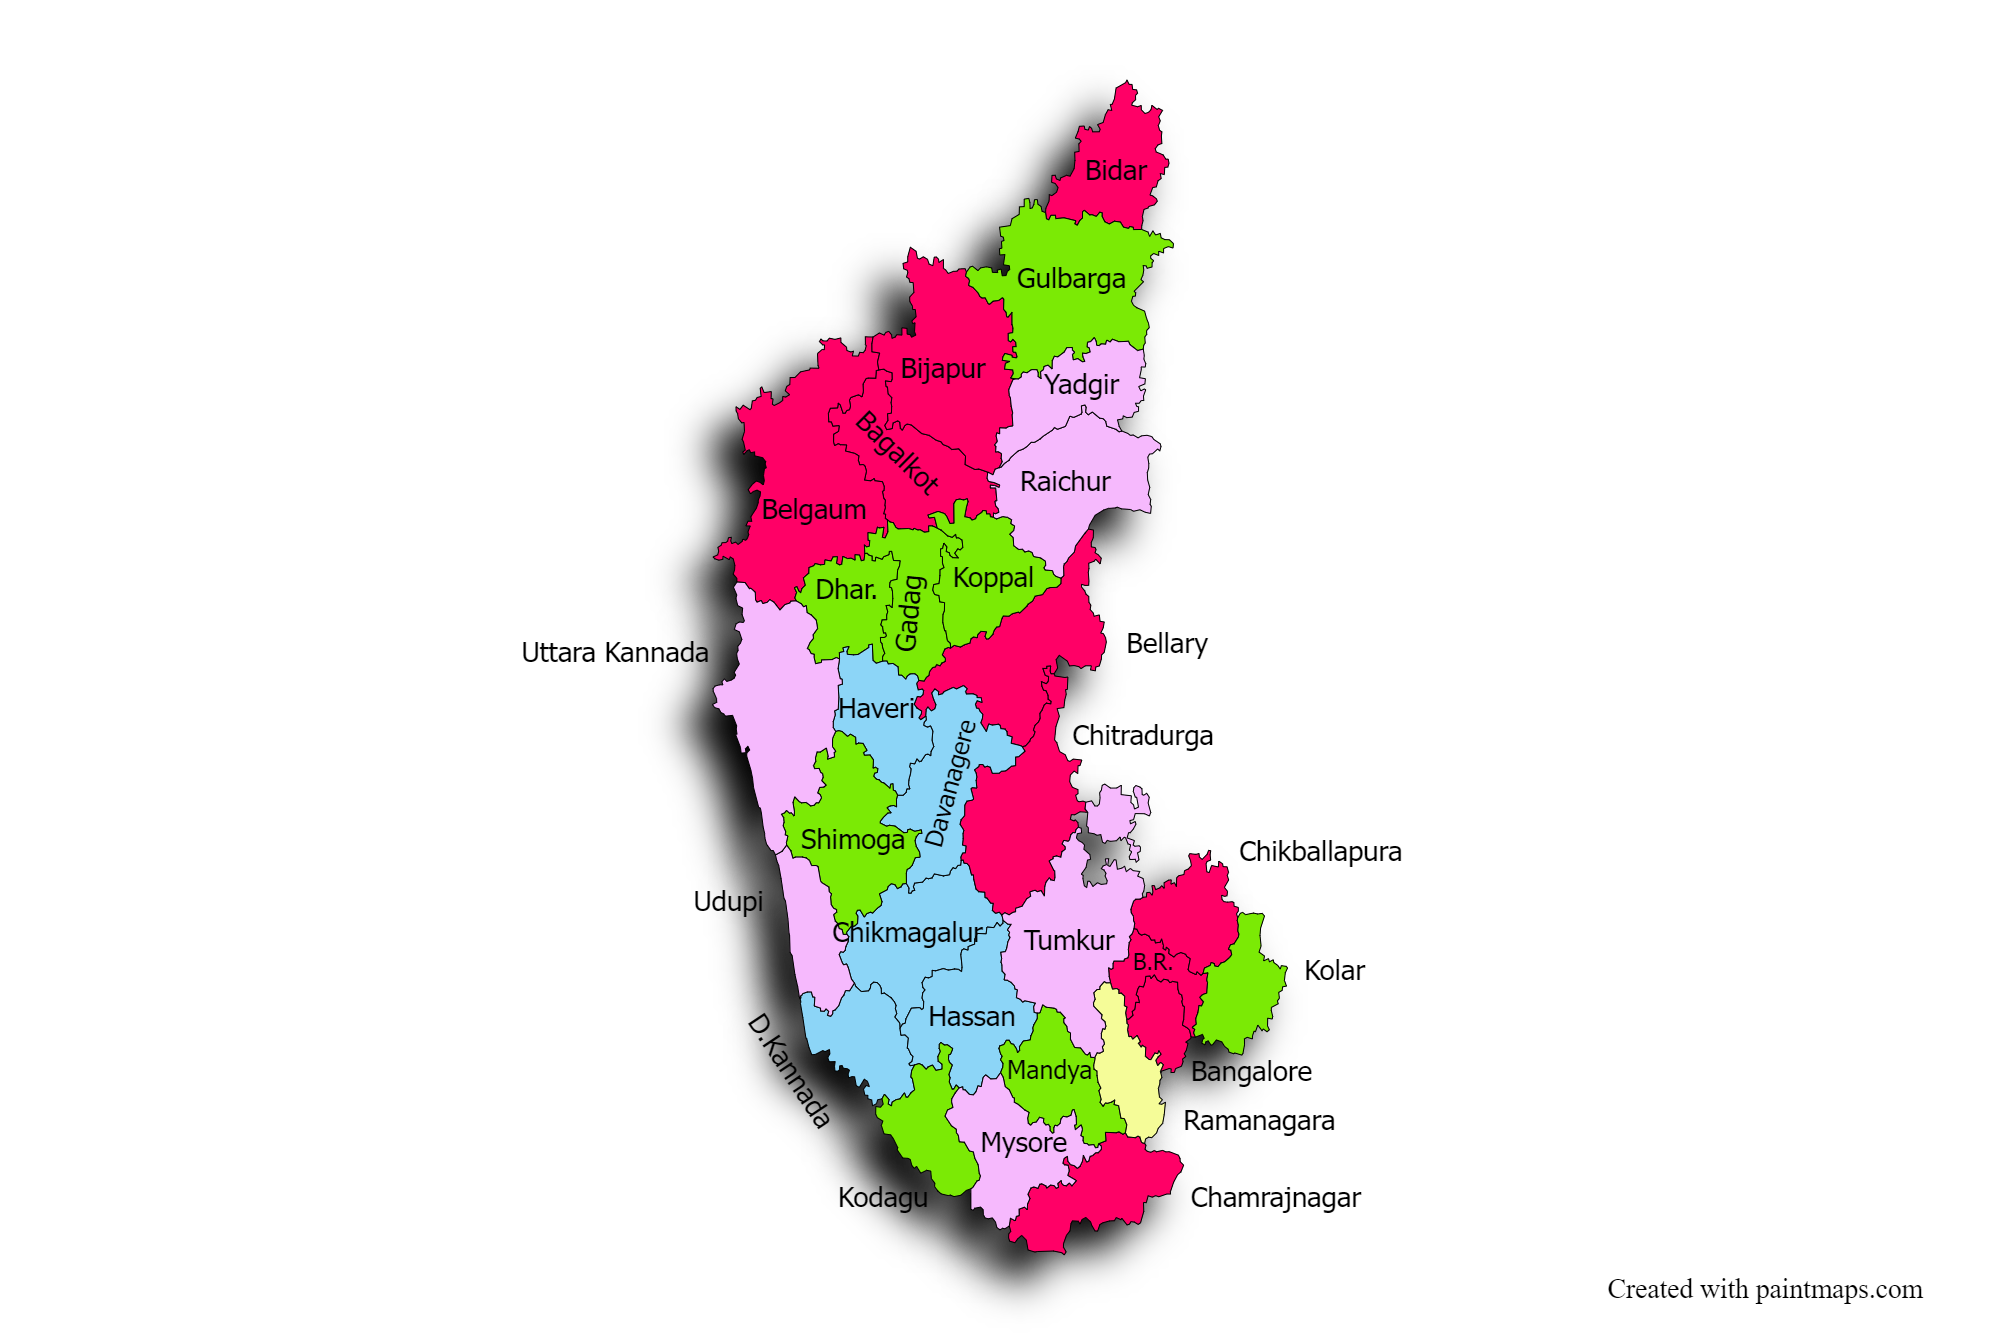 Bidar
Gulbarga
Bijapur
Yadgir
Bagalkot
Raichur
Belgaum
Dhar.
Gadag
Koppal
Uttara Kannada
Bellary
Haveri
Davanagere
Chitradurga
Shimoga
Chikballapura
Udupi
Chikmagalur
Tumkur
B.R.
Kolar
Hassan
D.Kannada
Mandya
Bangalore
Ramanagara
Mysore
Kodagu
Chamrajnagar
Created with paintmaps.com